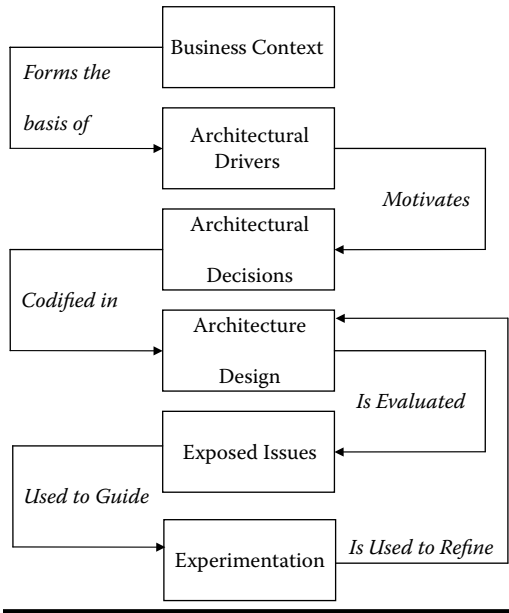 Business Context
Forms the
basis of
Architectural
Drivers
Motivates
Architectural
Decisions
Codified in
Architecture
Design
Is Evaluated
Exposed Issues
Used to Guide
Experimentation
Is Used to Refine